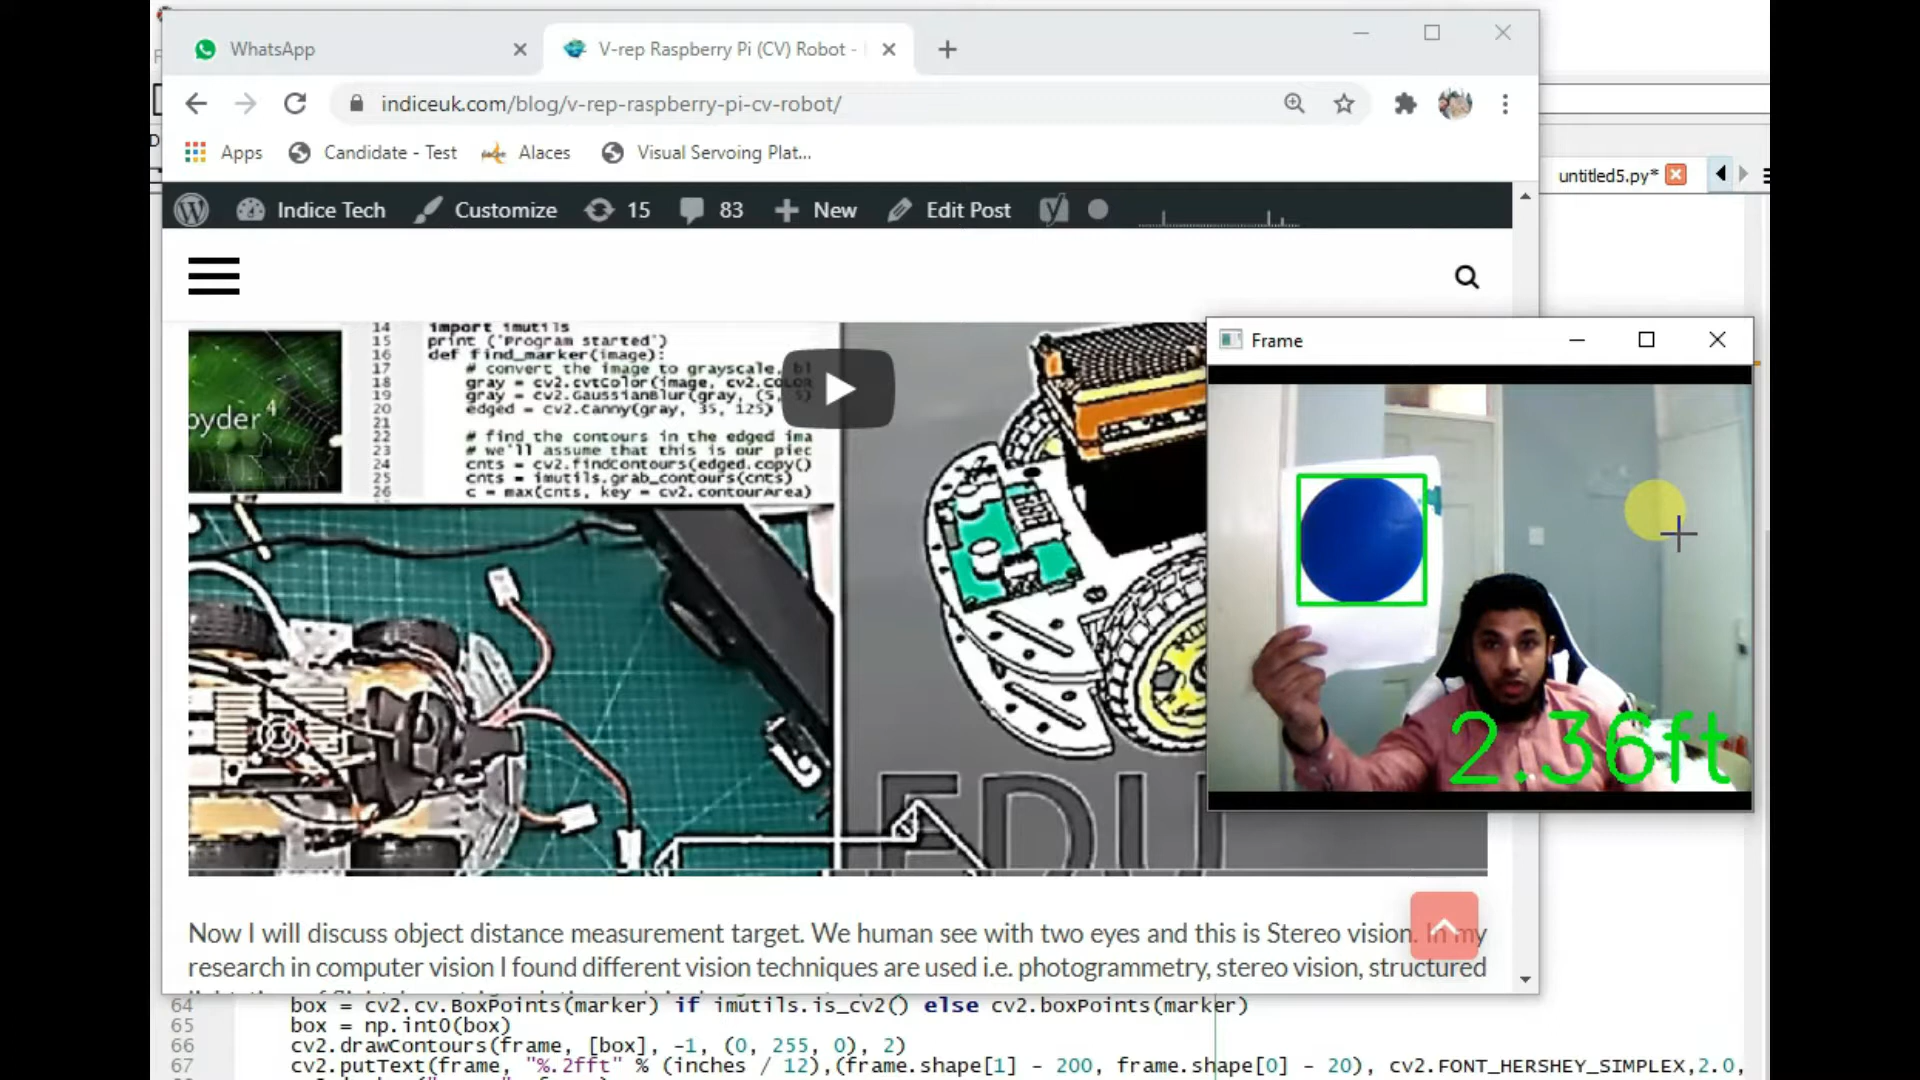 WhatsApp
V-rep Raspberry Pi (CV) Robot -
indiceuk.com/blog/v-rep-raspberry-pi-cv-robot/
Apps
Candidate - Test
Alaces
Visual Servoing Plat...
untitled5.py*
Indice Tech
Customize
15
83
New
Edit Post
Frame
14 import imutils
15 print ('Program started')
16 def find_marker(image):
17 # convert the image to grayscale, bl
18 gray = cv2.cvtColor(image, cv2.COLOR
19 gray = cv2.GaussianBlur(gray, (5, 5)
20 edged = cv2.Canny(gray, 35, 125)
21
22 # find the contours in the edged ima
23 # we'll assume that this is our piec
24 cnts = cv2.findContours(edged.copy()
25 cnts = imutils.grab_contours(cnts)
26 c = max(cnts, key = cv2.contourArea)
pyder 4
EDU
2.36ft
Now I will discuss object distance measurement target. We human see with two eyes and this is Stereo vision. In my
research in computer vision I found different vision techniques are used i.e. photogrammetry, stereo vision, structured
64 box = cv2.cv.BoxPoints(marker) if imutils.is_cv2() else cv2.boxPoints(marker)
65 box = np.int0(box)
66 cv2.drawContours(frame, [box], -1, (0, 255, 0), 2)
67 cv2.putText(frame, "%.2fft" % (inches / 12),(frame.shape[1] - 200, frame.shape[0] - 20), cv2.FONT_HERSHEY_SIMPLEX,2.0,